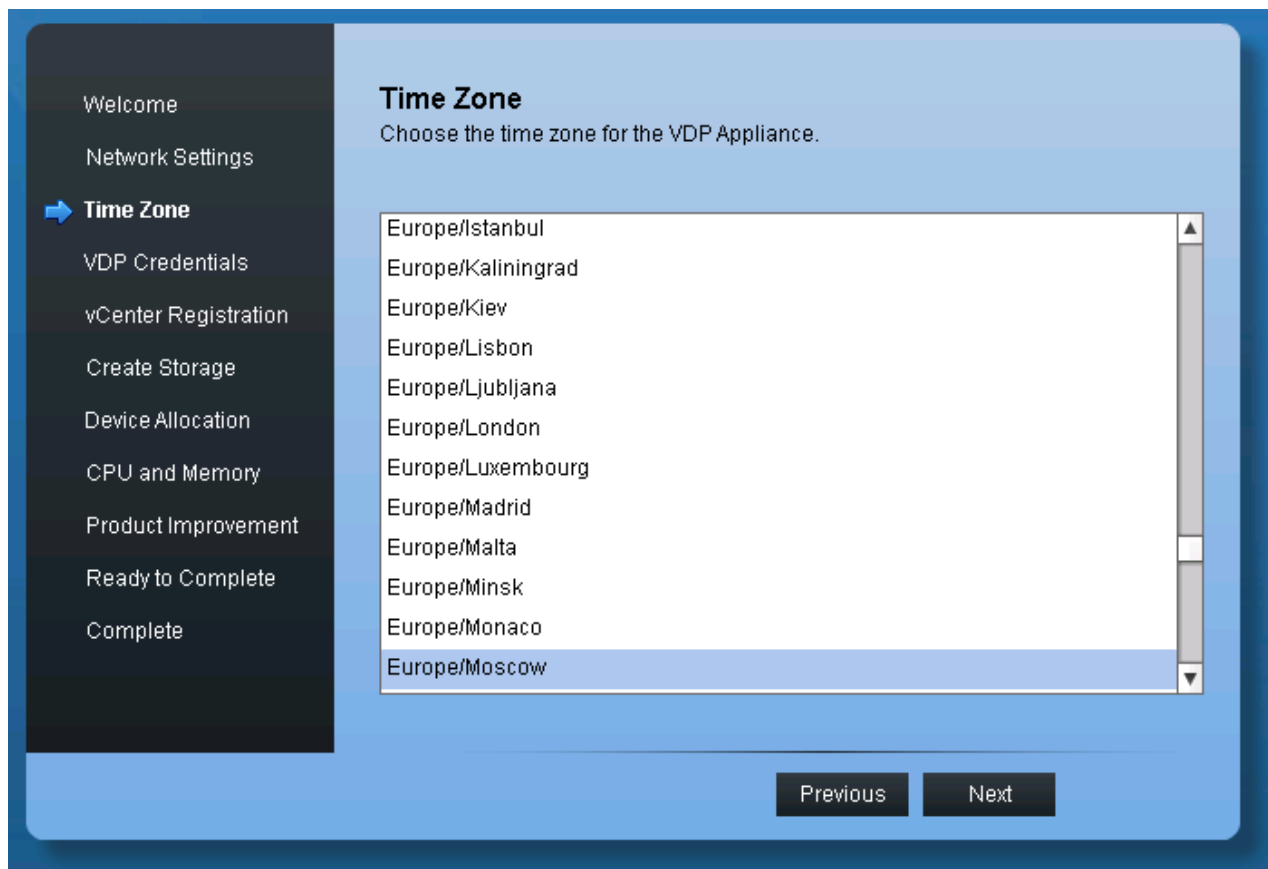 Welcome
Network Settings
Time Zone
VDP Credentials
vCenter Registration
Create Storage
Device Allocation
CPU and Memory
Product Improvement
Ready to Complete
Complete
Time Zone
Choose the time zone for the VDP Appliance.
Europe/Istanbul
Europe/Kaliningrad
Europe/Kiev
Europe/Lisbon
Europe/Ljubljana
Europe/London
Europe/Luxembourg
Europe/Madrid
Europe/Malta
Europe/Minsk
Europe/Monaco
Europe/Moscow
Previous
Next